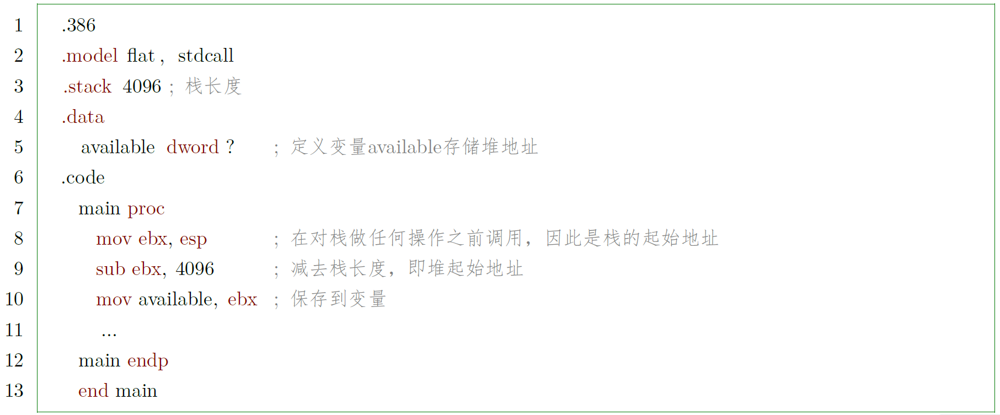 1 .386
2 .model flat, stdcall
3 .stack 4096 ; 栈长度
4 .data
5 available dword ? ; 定义变量available存储堆地址
6 .code
7 main proc
8 mov ebx, esp ; 在对栈做任何操作之前调用，因此是栈的起始地址
9 sub ebx, 4096 ; 减去栈长度，即堆起始地址
10 mov available, ebx ; 保存到变量
11 ...
12 main endp
13 end main